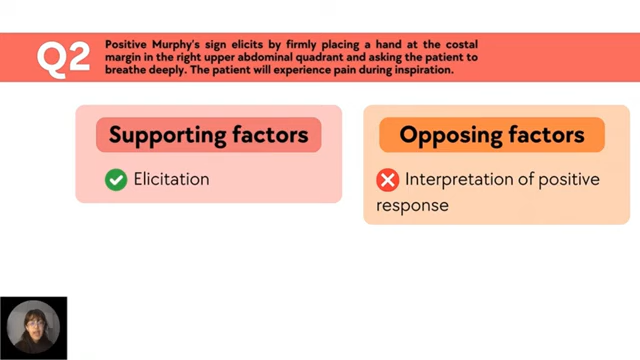 Q2
Positive Murphy's sign elicits by firmly placing a hand at the costal
margin in the right upper abdominal quadrant and asking the patient to
breathe deeply. The patient will experience pain during inspiration.
Supporting factors
Elicitation
Opposing factors
Interpretation of positive
response